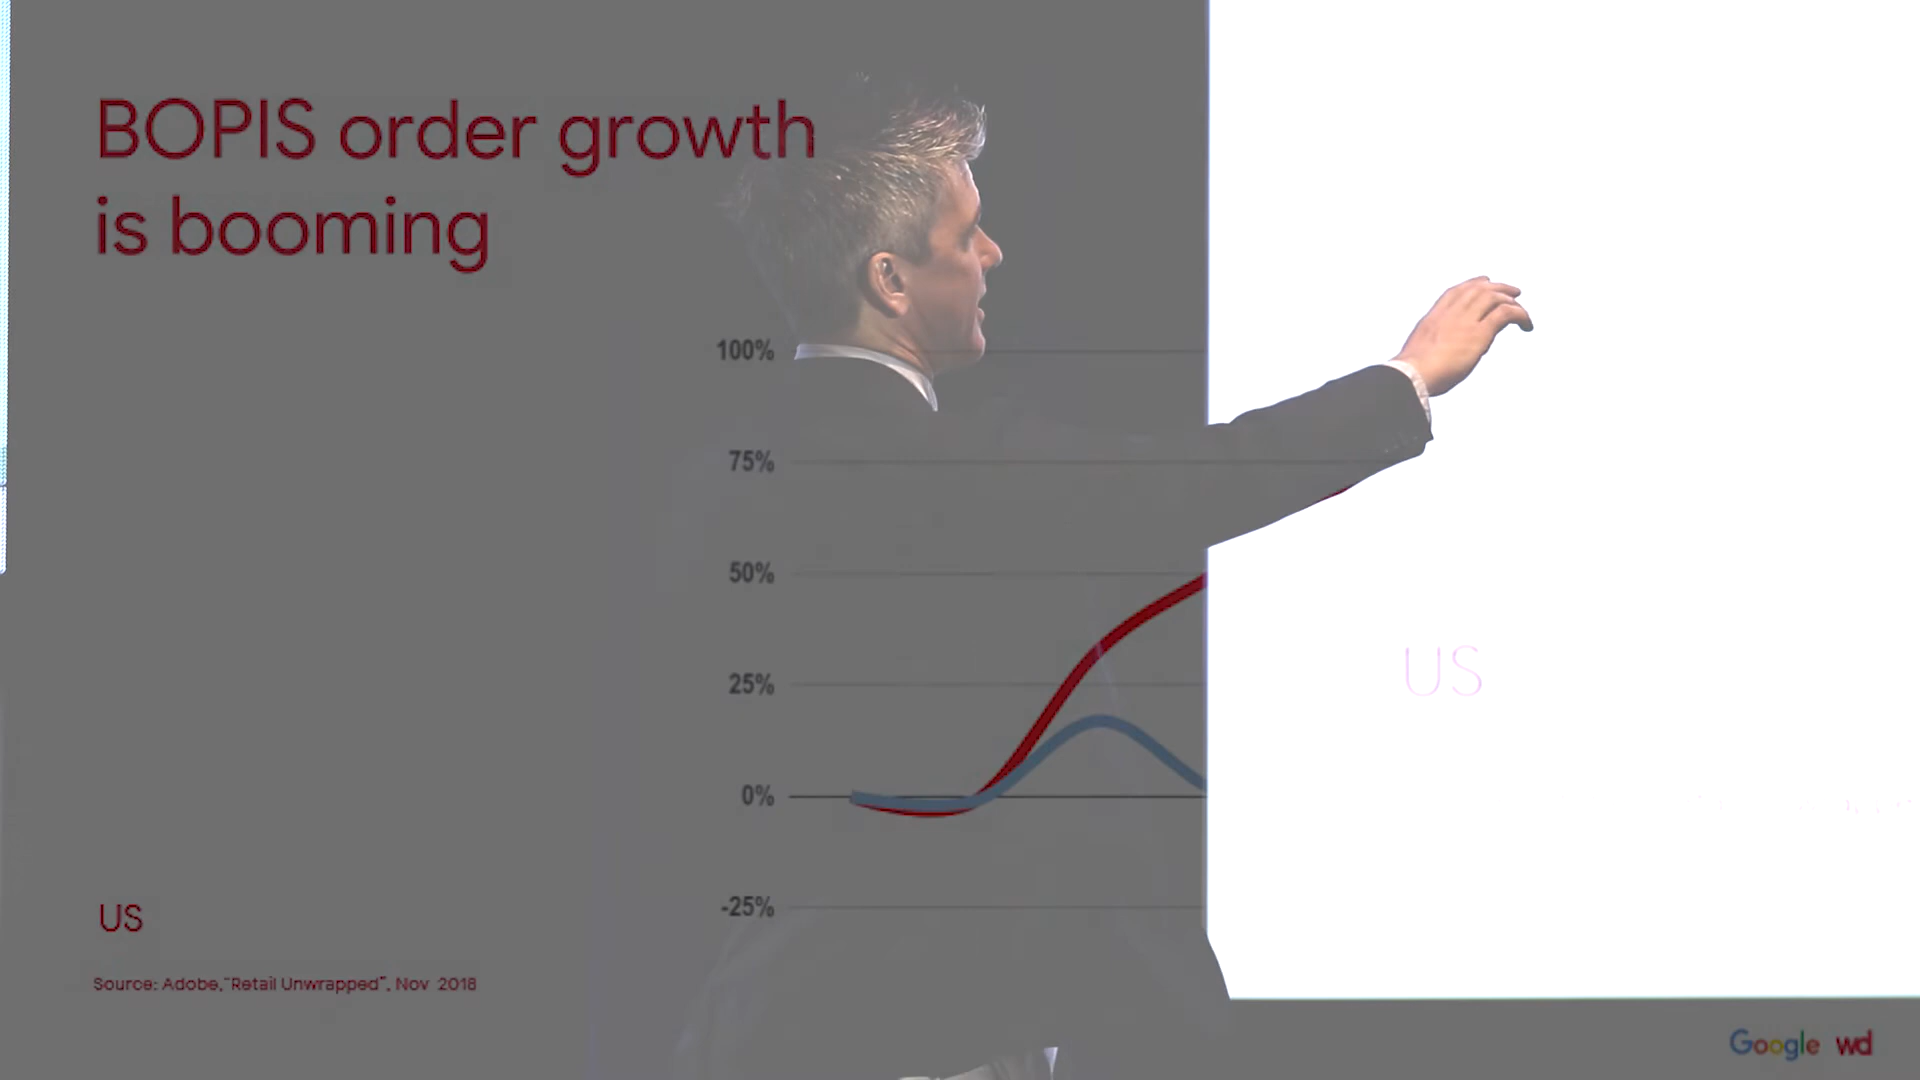 BOPIS order growth
is booming
100%
75%
50%
25%
0%
-25%
US
US
Source: Adobe, "Retail Unwrapped", Nov 2018
Google wd